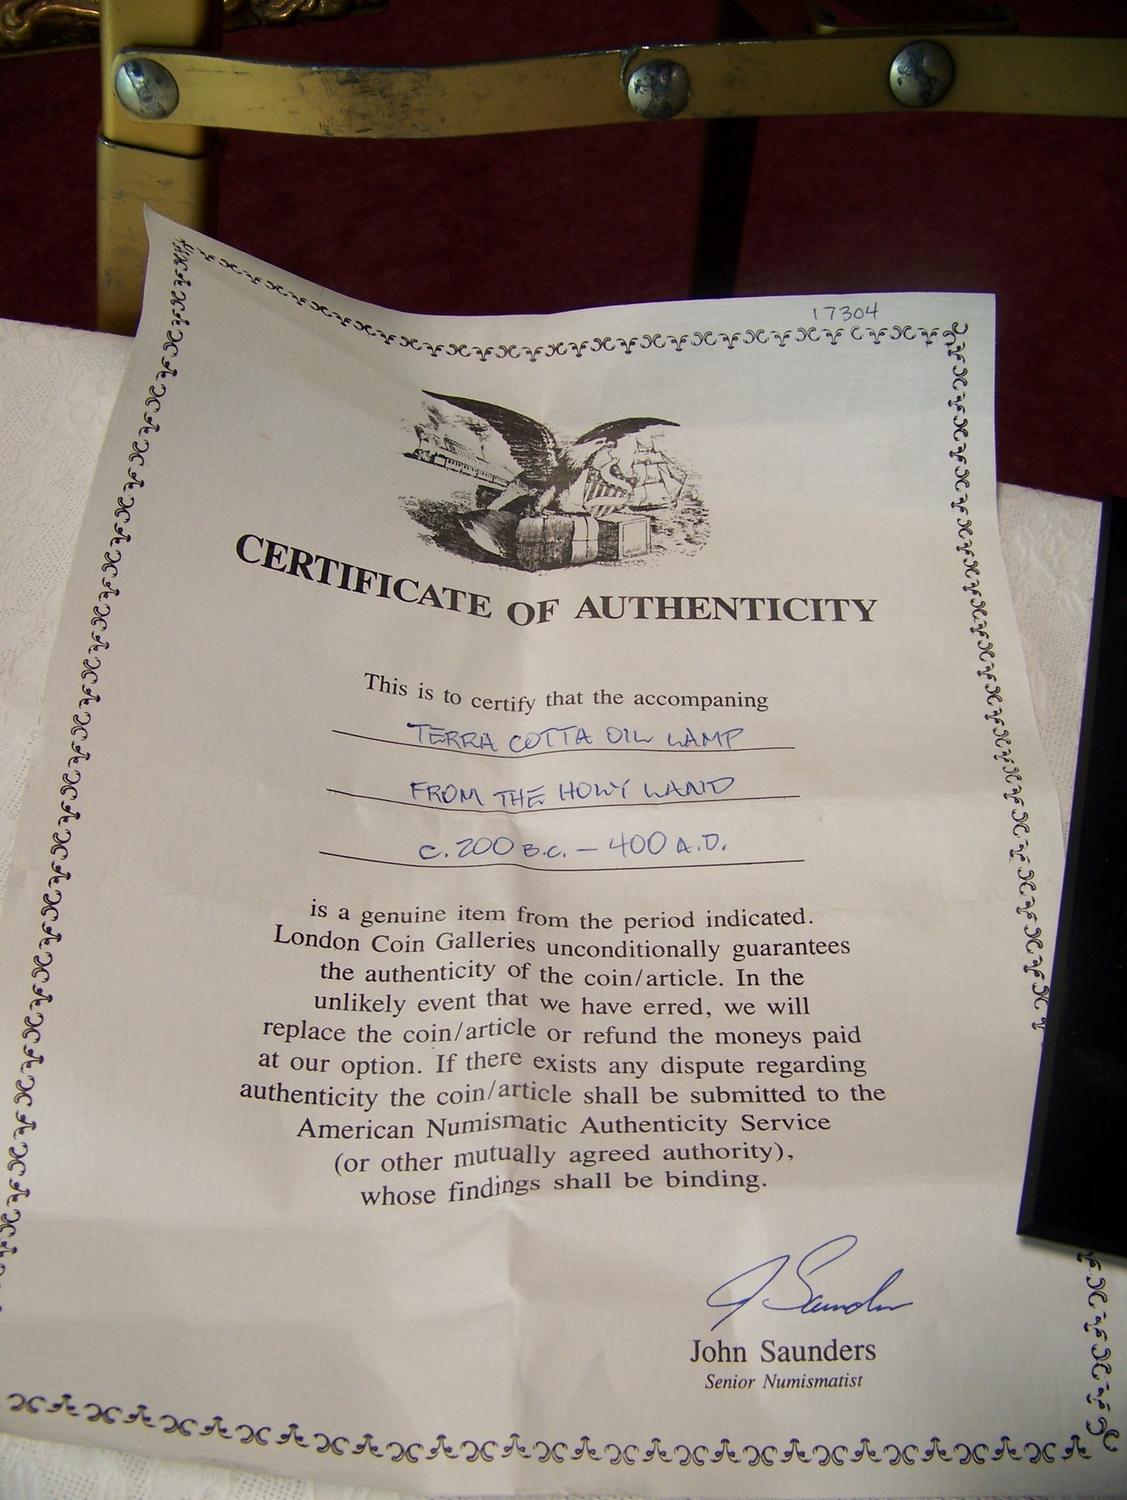 17304
CERTIFICATE OF AUTHENTICITY
This is to certify that the accompaning
TERRA COTTA OIL LAMP
FROM THE HOLY LAND
c. 200 B.C. — 400 A.D.
is a genuine item from the period indicated.
London Coin Galleries unconditionally guarantees
the authenticity of the coin/article. In the
unlikely event that we have erred, we will
replace the coin/article or refund the moneys paid
at our option. If there exists any dispute regarding
authenticity the coin/article shall be submitted to the
American Numismatic Authenticity Service
(or other mutually agreed authority),
whose findings shall be binding.
J Saunders
John Saunders
Senior Numismatist